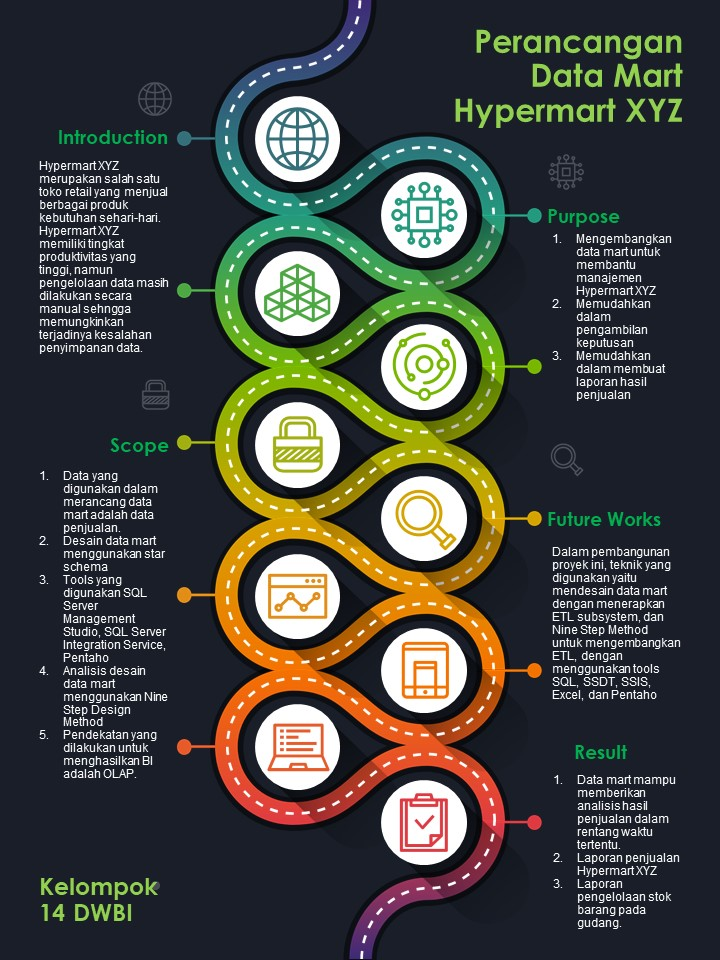 Perancangan
Data Mart
Hypermart XYZ
Introduction
Hypermart XYZ
merupakan salah satu
toko retail yang menjual
berbagai produk
kebutuhan sehari-hari.
Hypermart XYZ
memiliki tingkat
produktivitas yang
tinggi, namun
pengelolaan data masih
dilakukan secara
manual sehngga
memungkinkan
terjadinya kesalahan
penyimpanan data.
Purpose
1. Mengembangkan
data mart untuk
membantu
manajemen
Hypermart XYZ
2. Memudahkan
dalam
pengambilan
keputusan
3. Memudahkan
dalam membuat
laporan hasil
penjualan
Scope
1. Data yang
digunakan dalam
merancang data
mart adalah data
penjualan.
2. Desain data mart
menggunakan star
schema
3. Tools yang
digunakan SQL
Server
Management
Studio, SQL Server
Integration Service,
Pentaho
4. Analisis desain
data mart
menggunakan Nine
Step Design
Method
5. Pendekatan yang
dilakukan untuk
menghasilkan BI
adalah OLAP.
Future Works
Dalam pembangunan
proyek ini, teknik yang
digunakan yaitu
mendesain data mart
dengan menerapkan
ETL subsystem, dan
Nine Step Method
untuk mengembangkan
ETL, dengan
menggunakan tools
SQL, SSDT, SSIS,
Excel, dan Pentaho
Result
1. Data mart mampu
memberikan
analisis hasil
penjualan dalam
rentang waktu
tertentu.
2. Laporan penjualan
Hypermart XYZ
3. Laporan
pengelolaan stok
barang pada
gudang.
Kelompok
14 DWBI